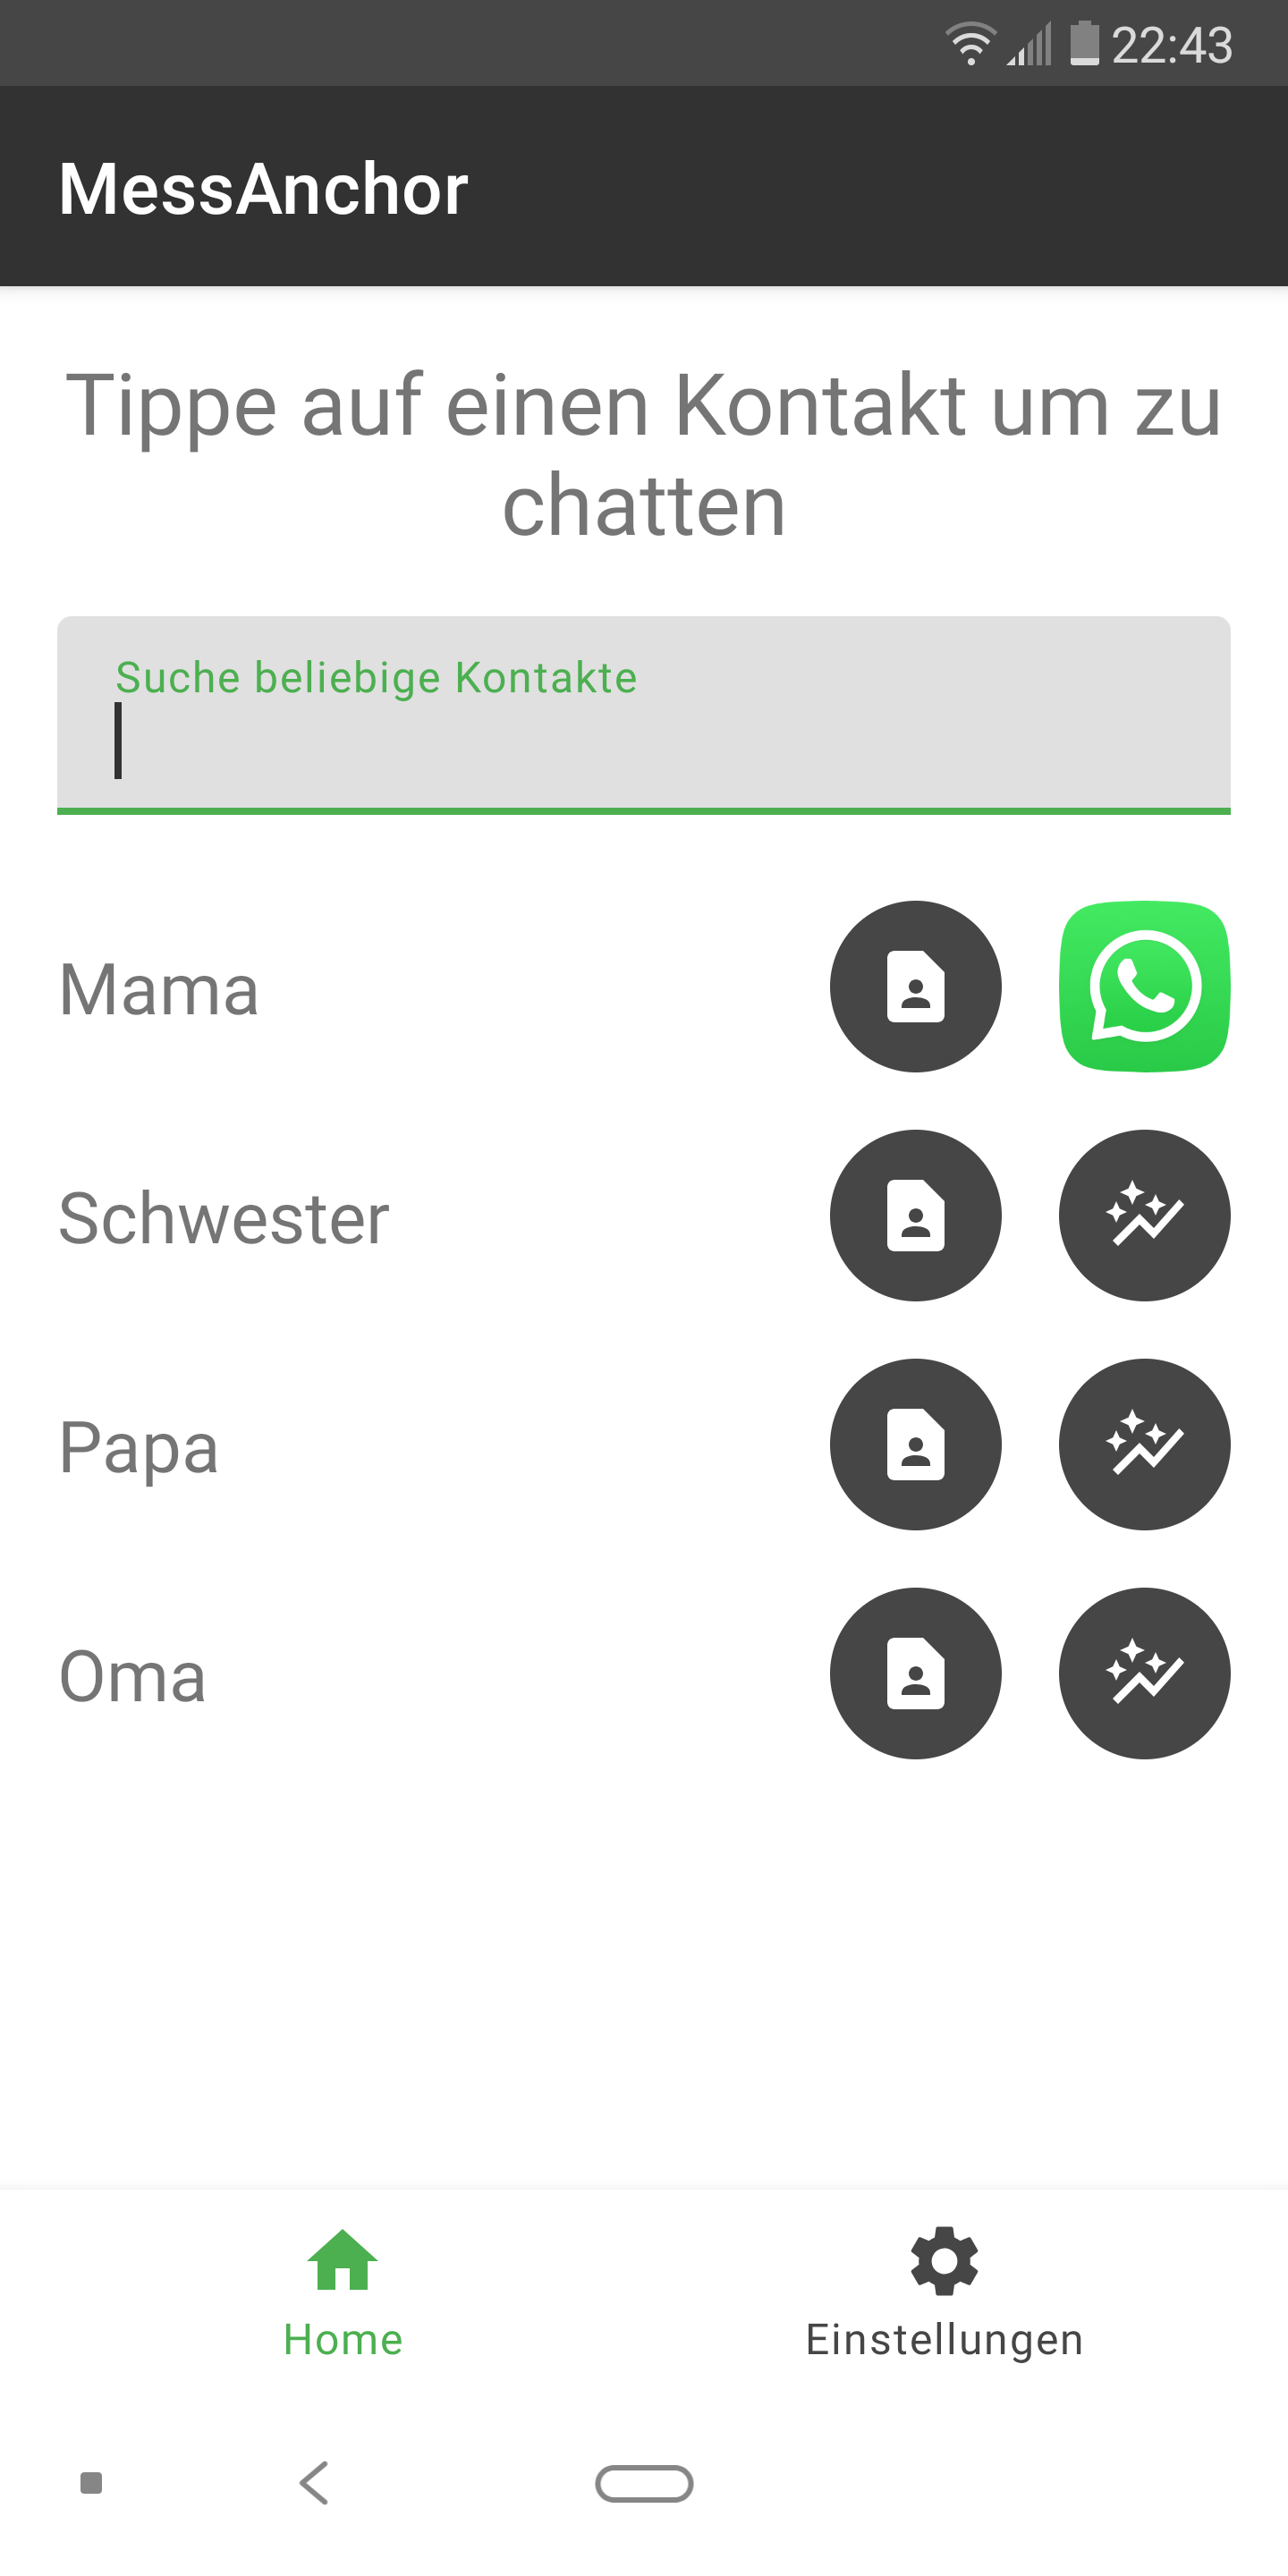 22:43
MessAnchor
Tippe auf einen Kontakt um zu
chatten
Suche beliebige Kontakte
Mama
Schwester
Papa
Oma
Home
Einstellungen